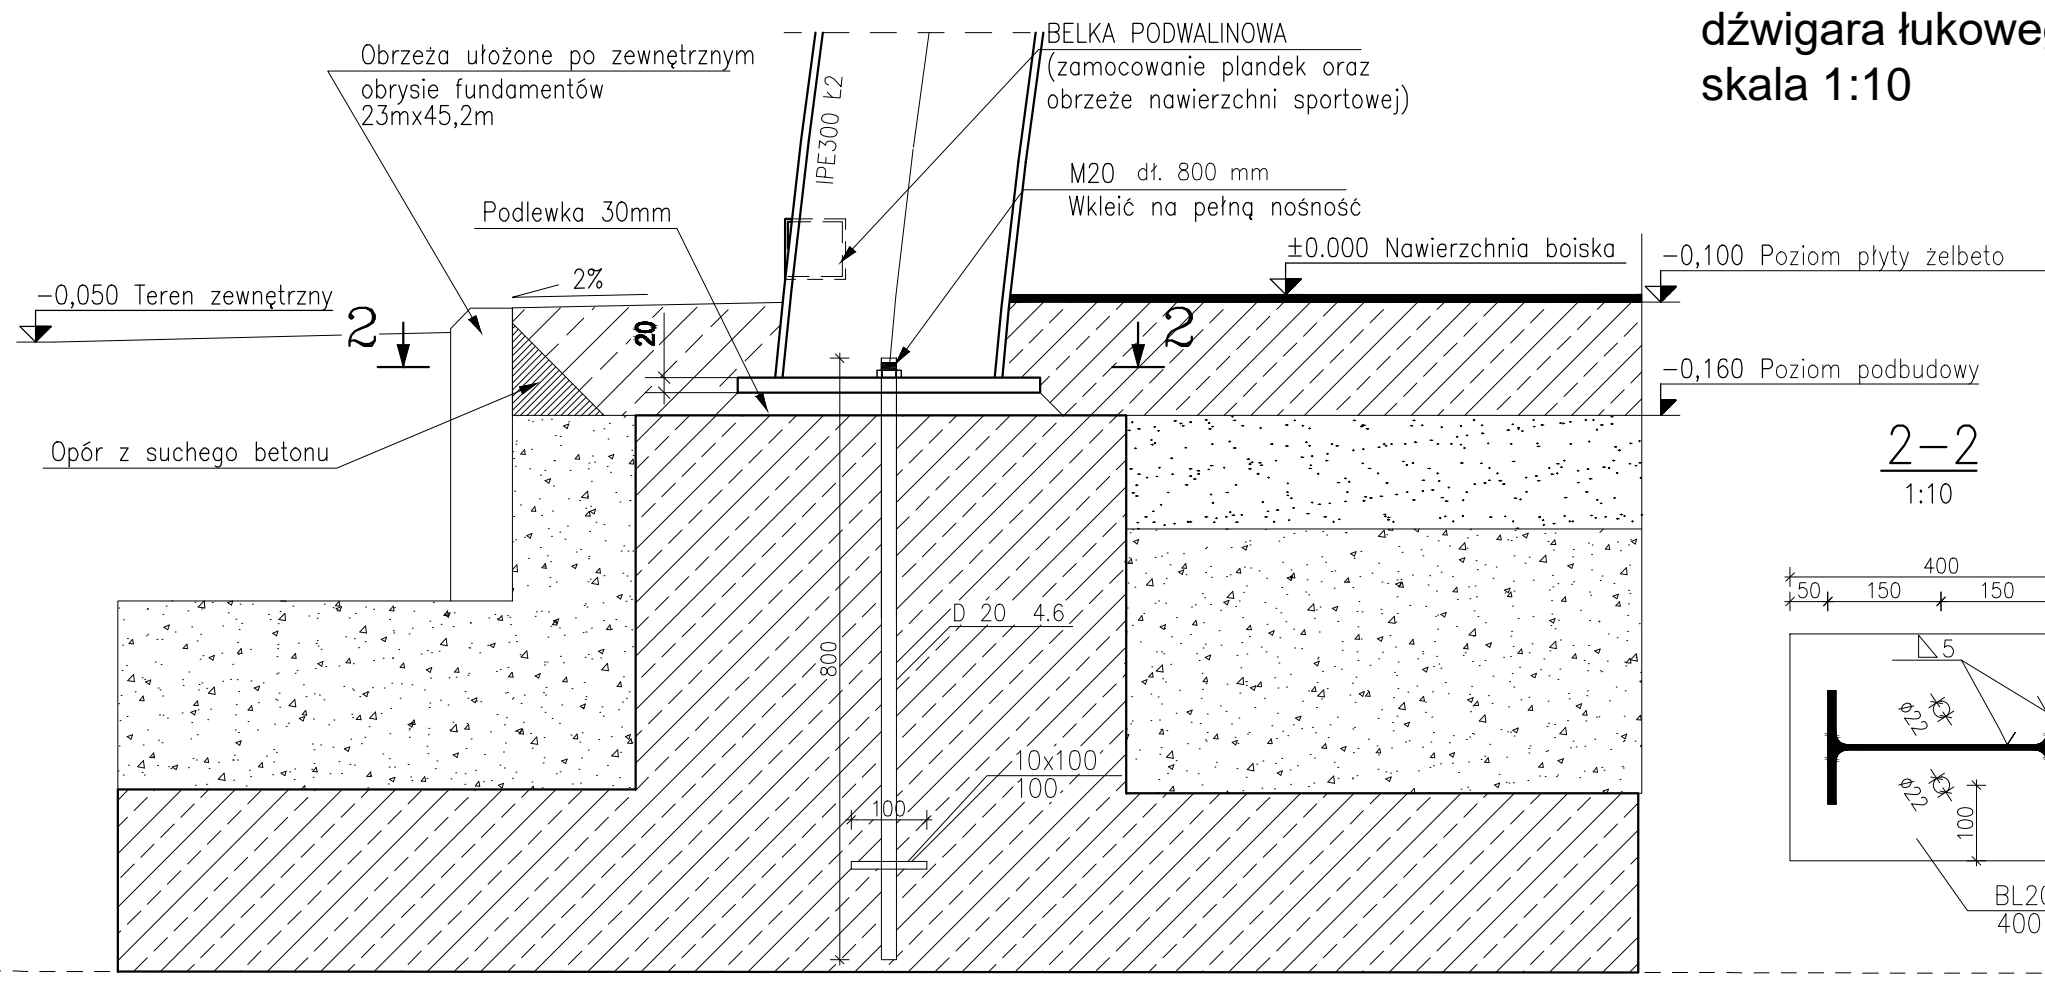 dźwigara łukoweg
skala 1:10
Obrzeża ułożone po zewnętrznym
obrysie fundamentów
23mx45,2m
BELKA PODWALINOWA
(zamocowanie plandek oraz
obrzeże nawierzchni sportowej)
IPE300 Ł2
M20 dł. 800 mm
Wkleić na pełną nośność
Podlewka 30mm
±0.000 Nawierzchnia boiska
-0,100 Poziom płyty żelbeto
2%
-0,050 Teren zewnętrzny
2
20
2
-0,160 Poziom podbudowy
Opór z suchego betonu
2-2
1:10
400
50
150
150
D 20 4.6
800
5
ø22
10x100
100
100
ø22
100
BL20
400